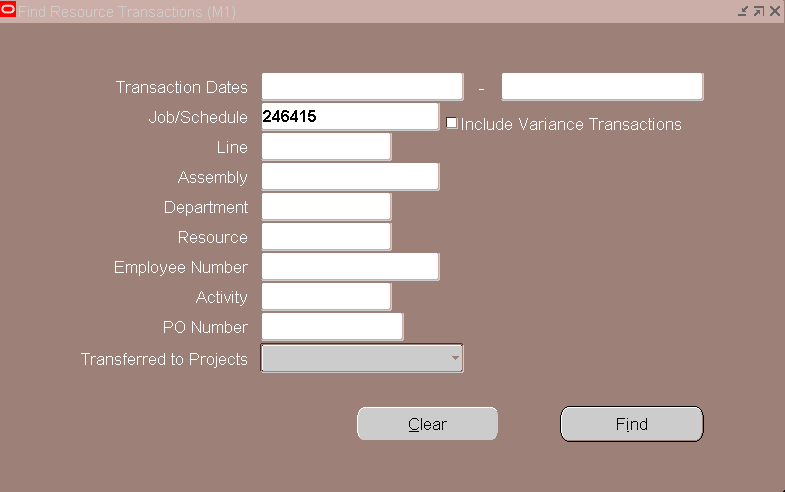 Find Resource Transactions (M1)
Transaction Dates -
Job/Schedule 246415 Include Variance Transactions
Line
Assembly
Department
Resource
Employee Number
Activity
PO Number
Transferred to Projects
Clear Find